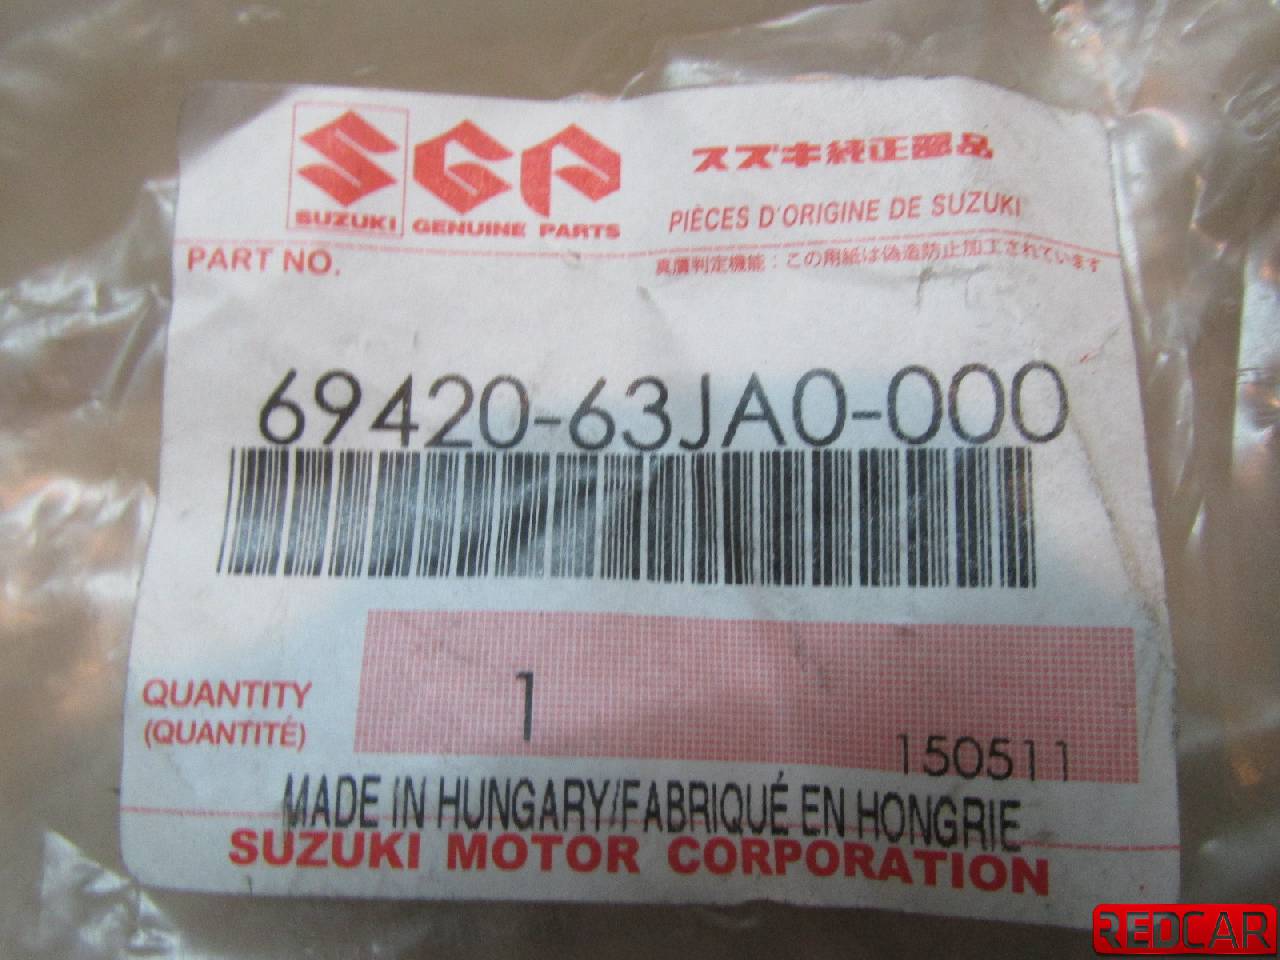 SUZUKI
SGP
GENUINE PARTS
スズキ純正部品
PIÈCES D'ORIGINE DE SUZUKI
PART NO.
真贋判定機能：この用紙は偽造防止加工されています
69420-63JA0-000
QUANTITY
(QUANTITÉ)
1
150511
MADE IN HUNGARY/FABRIQUÉ EN HONGRIE
SUZUKI MOTOR CORPORATION
REDCAR